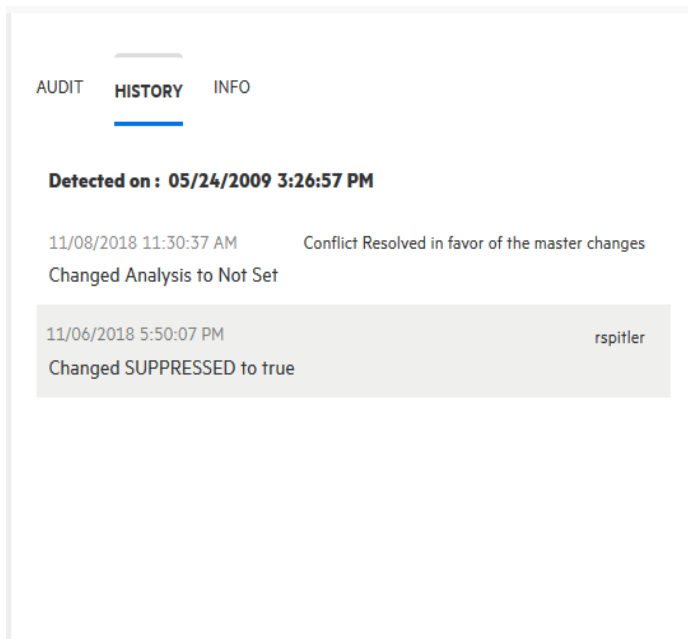 AUDIT HISTORY INFO
Detected on : 05/24/2009 3:26:57 PM
11/08/2018 11:30:37 AM Conflict Resolved in favor of the master changes
Changed Analysis to Not Set
11/06/2018 5:50:07 PM rspitler
Changed SUPPRESSED to true